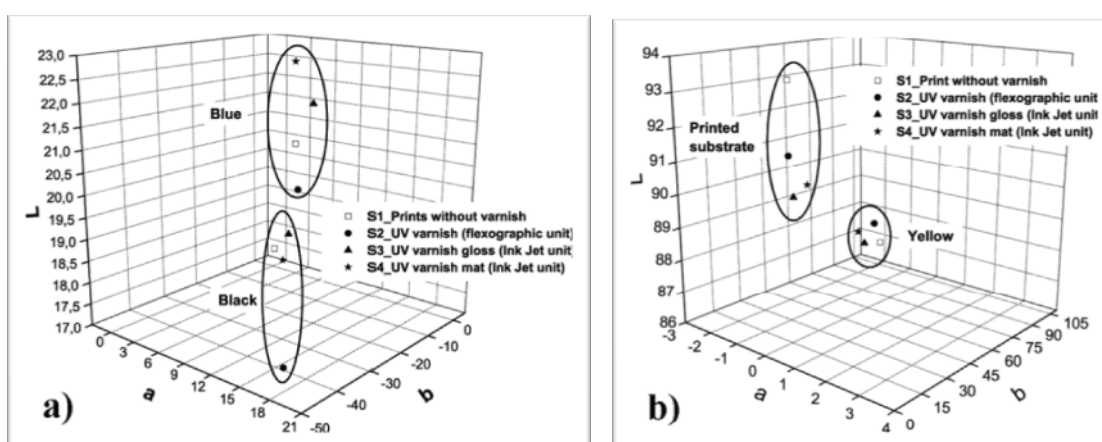 23,0
22,5
22,0
21,5
21,0
20,5
20,0
19,5
19,0
18,5
18,0
17,5
17,0
L
Blue
Black
S1_Prints without varnish
S2_UV varnish (flexographic unit)
S3_UV varnish gloss (Ink Jet unit)
S4_UV varnish mat (Ink Jet unit)
0
3
6
9
12
15
18
21
a
-50
-40
-30
-20
-10
0
b
a)
94
93
92
91
90
89
88
87
86
L
Printed
substrate
Yellow
S1_Print without varnish
S2_UV varnish (flexographic unit)
S3_UV varnish gloss (Ink Jet unit
S4_UV varnish mat (Ink Jet unit)
-3
-2
-1
0
1
2
3
4
a
0
15
30
45
60
75
90
105
b
b)